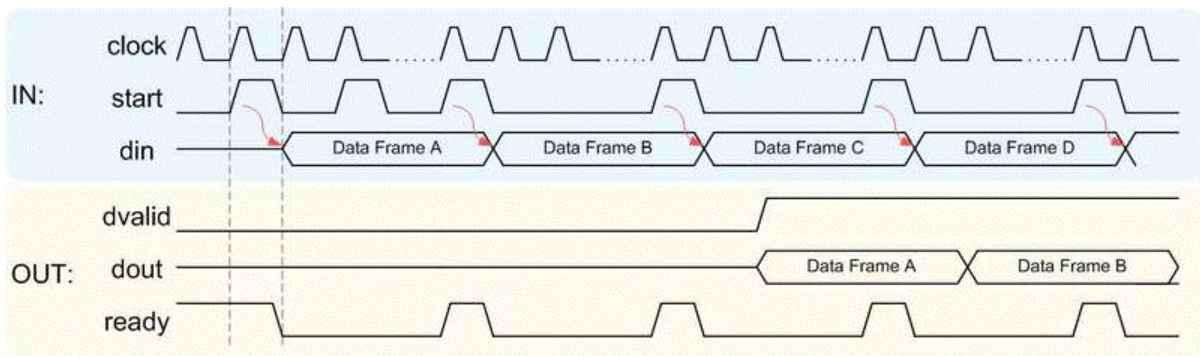 IN:
clock
start
din
Data Frame A
Data Frame B
Data Frame C
Data Frame D
OUT:
dvalid
dout
Data Frame A
Data Frame B
ready